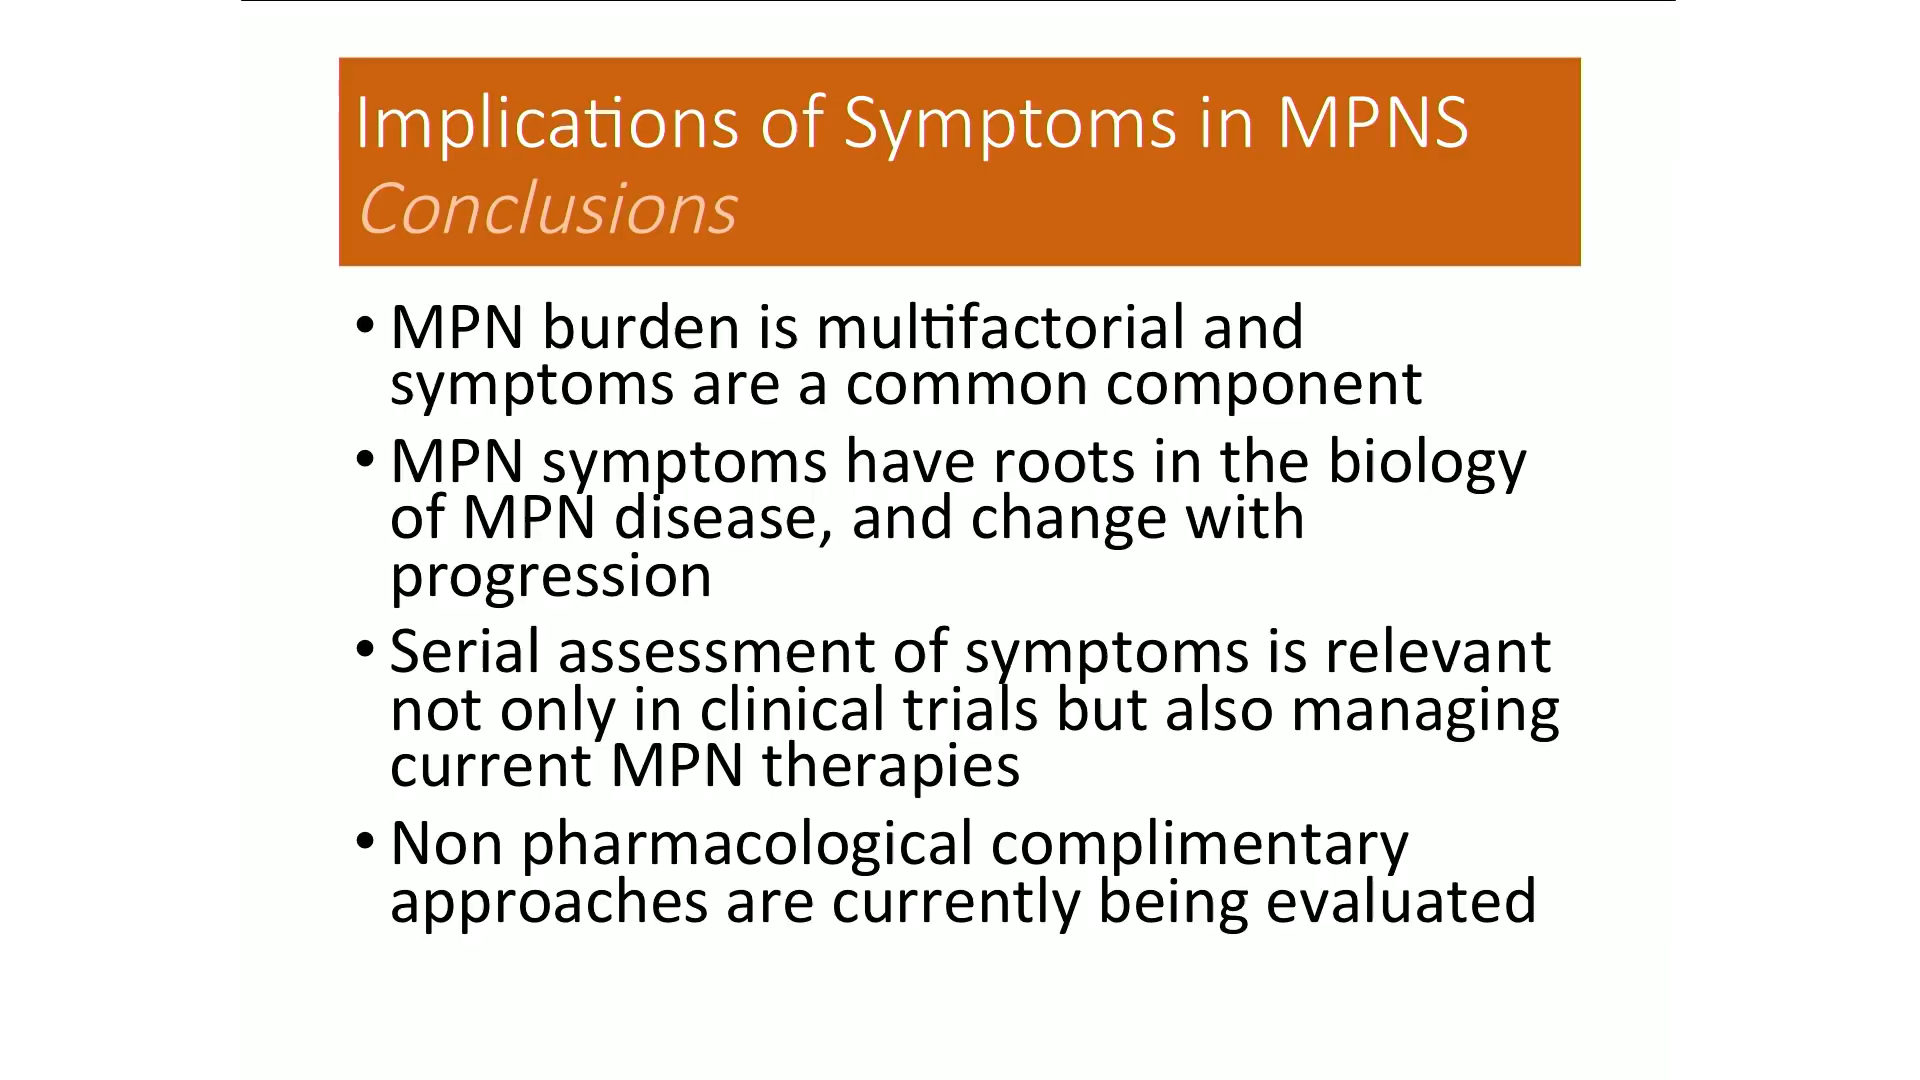 Implications of Symptoms in MPNS
Conclusions
• MPN burden is multifactorial and
symptoms are a common component
• MPN symptoms have roots in the biology
of MPN disease, and change with
progression
• Serial assessment of symptoms is relevant
not only in clinical trials but also managing
current MPN therapies
• Non pharmacological complimentary
approaches are currently being evaluated